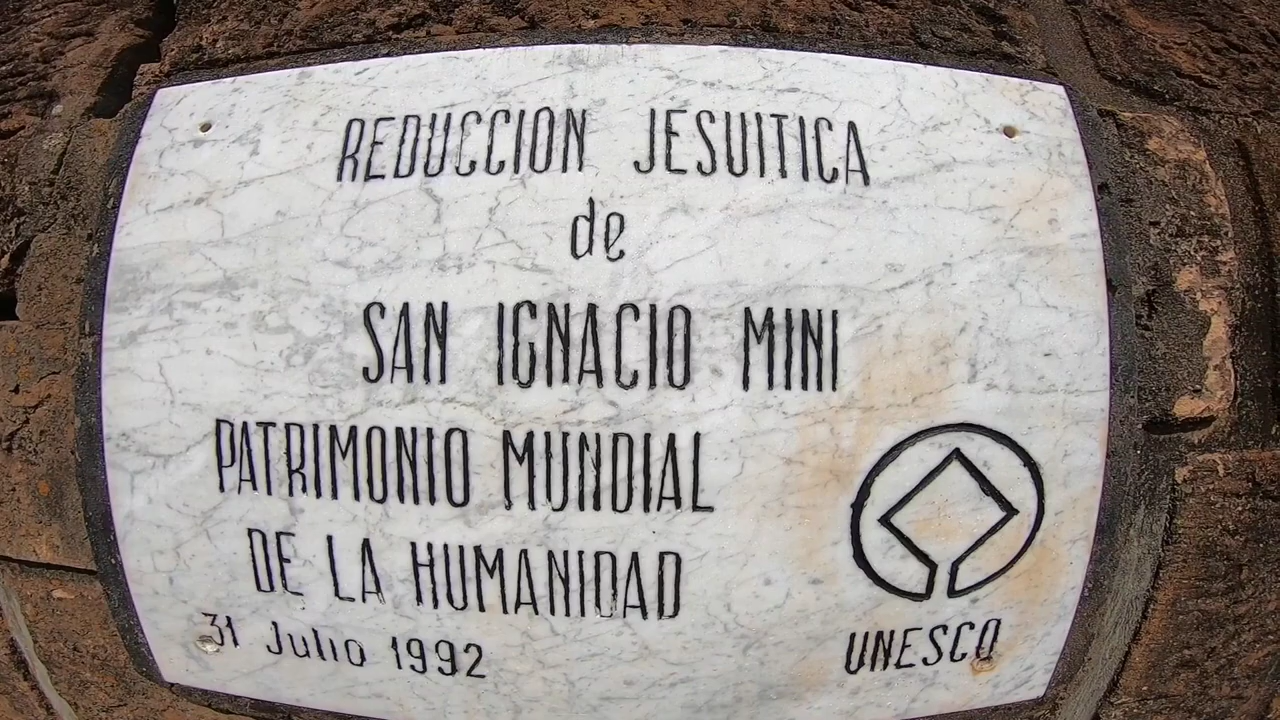 REDUCCION JESUITICA
de
SAN IGNACIO MINI
PATRIMONIO MUNDIAL
DE LA HUMANIDAD
31 Julio 1992
UNESCO